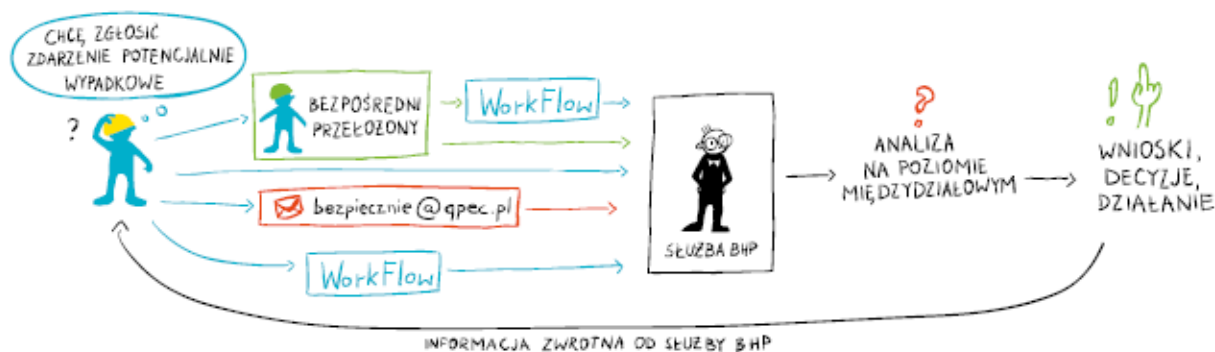 CHCĘ ZGŁOSIĆ
ZDARZENIE POTENCJALNIE
WYPADKOWE
?
BEZPOŚREDNI
PRZEŁOŻONY
WorkFlow
bezpiecznie@gpec.pl
WorkFlow
SŁUŻBA BHP
?
ANALIZA
NA POZIOMIE
MIĘDZYDZIAŁOWYM
!
WNIOSKI,
DECYZJE,
DZIAŁANIE
INFORMACJA ZWROTNA OD SŁUŻBY BHP